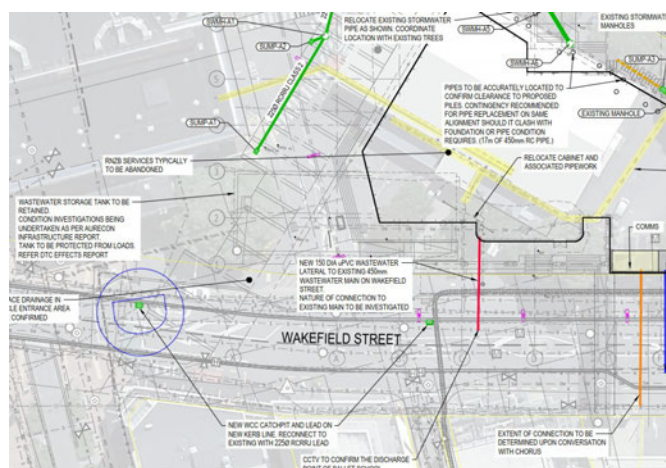 SWMH-A1
SUMP-A2
RELOCATE EXISTING STORMWATER
PIPE AS SHOWN. COORDINATE
LOCATION WITH EXISTING TREES
SWMH-A5
SWMH-A6
EXISTING STORMWAT
MANHOLES
SUMP-A3
225Ø RCRRJ CLASS 2
SUMP-A1
PIPES TO BE ACCURATELY LOCATED TO
CONFIRM CLEARANCE TO PROPOSED
PILES. CONTINGENCY RECOMMENDED
FOR PIPE REPLACEMENT ON SAME
ALIGNMENT SHOULD IT CLASH WITH
FOUNDATION OR PIPE CONDITION
REQUIRES. (17m OF 450mm RC PIPE.)
EXISTING MANHOLE
RNZB SERVICES TYPICALLY
TO BE ABANDONED
RELOCATE CABINET AND
ASSOCIATED PIPEWORK
WASTEWATER STORAGE TANK TO BE
RETAINED.
CONDITION INVESTIGATIONS BEING
UNDERTAKEN AS PER AURECON
INFRASTRUCTURE REPORT.
TANK TO BE PROTECTED FROM LOADS.
REFER DTC EFFECTS REPORT
COMMS
NEW 150 DIA uPVC WASTEWATER
LATERAL TO EXISTING 450mm
WASTEWATER MAIN ON WAKEFIELD
STREET.
NATURE OF CONNECTION TO
EXISTING MAIN TO BE INVESTIGATED
ACE DRAINAGE IN
LE ENTRANCE AREA
CONFIRMED
WAKEFIELD STREET
NEW WCC CATCHPIT AND LEAD ON
NEW KERB LINE. RECONNECT TO
EXISTING WITH 225Ø RCRRJ LEAD
EXTENT OF CONNECTION TO BE
DETERMINED UPON CONVERSATION
WITH CHORUS
CCTV TO CONFIRM THE DISCHARGE